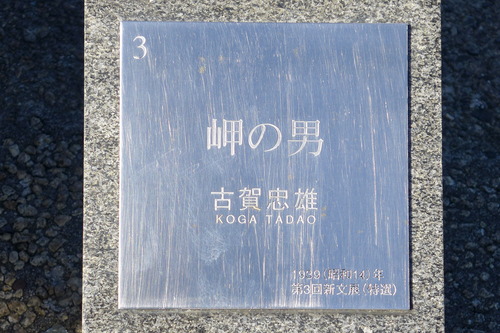 3
岬の男
古賀忠雄
KOGA TADAO
1939(昭和14)年
第3回新文展(特選)